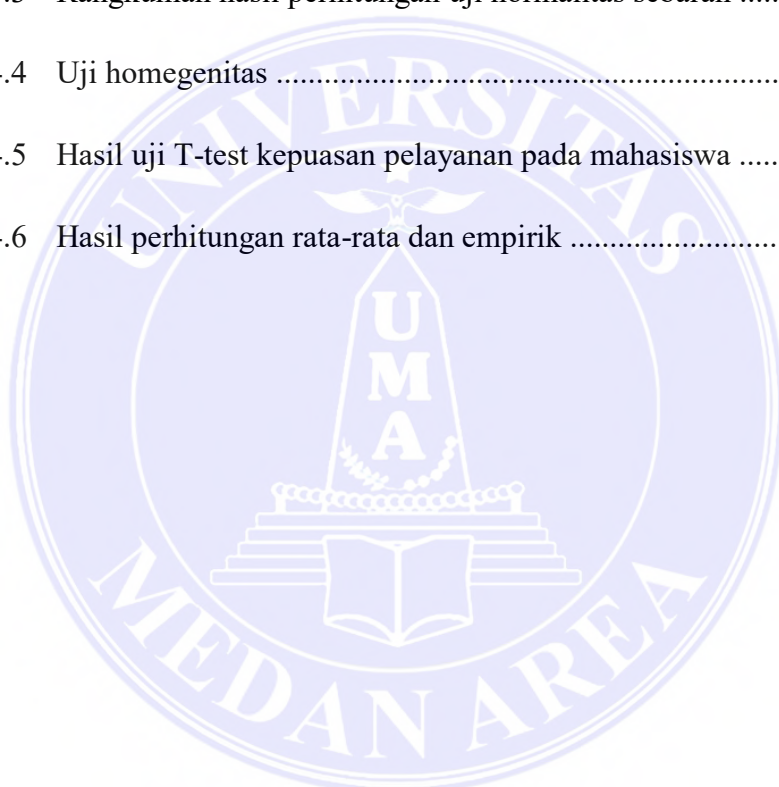 .3 Rangkuman hasil perhitungan uji normalitas sebaran .....
.4 Uji homegenitas ..............................................................
.5 Hasil uji T-test kepuasan pelayanan pada mahasiswa .....
.6 Hasil perhitungan rata-rata dan empirik .........................
UNIVERSITAS
U
M
A
MEDAN AREA